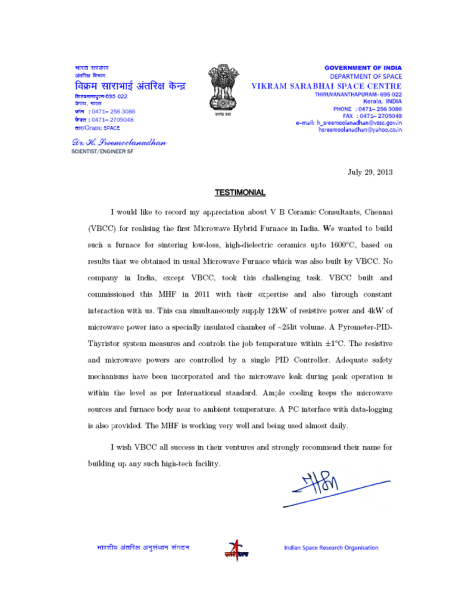 भारत सरकार
अंतरिक्ष विभाग
विक्रम साराभाई अंतरिक्ष केन्द्र
तिरुवनन्तपुरम-695 022
केरल, भारत
फोन : 0471– 256 3086
फैक्स : 0471– 2705048
तार/Gram: SPACE
Dr. H. Sreemoolanadhan
SCIENTIST/ENGINEER SF
GOVERNMENT OF INDIA
DEPARTMENT OF SPACE
VIKRAM SARABHAI SPACE CENTRE
THIRUVANANTHAPURAM- 695 022
Kerala, INDIA
PHONE : 0471– 256 3086
FAX : 0471– 2705048
e-mail: h_sreemoolanadhan@vssc.gov.in
hsreemoolanadhan@yahoo.co.in
July 29, 2013
TESTIMONIAL
I would like to record my appreciation about V B Ceramic Consultants, Chennai
(VBCC) for realising the first Microwave Hybrid Furnace in India. We wanted to build
such a furnace for sintering low-loss, high-dielectric ceramics upto 1600°C, based on
results that we obtained in usual Microwave Furnace which was also built by VBCC. No
company in India, except VBCC, took this challenging task. VBCC built and
commissioned this MHF in 2011 with their expertise and also through constant
interaction with us. This can simultaneously supply 12kW of resistive power and 4kW of
microwave power into a specially insulated chamber of ~25lit volume. A Pyrometer-PID-
Thyristor system measures and controls the job temperature within ±1°C. The resistive
and microwave powers are controlled by a single PID Controller. Adequate safety
mechanisms have been incorporated and the microwave leak during peak operation is
within the level as per International standard. Ample cooling keeps the microwave
sources and furnace body near to ambient temperature. A PC interface with data-logging
is also provided. The MHF is working very well and being used almost daily.
I wish VBCC all success in their ventures and strongly recommend their name for
building up any such high-tech facility.
भारतीय अंतरिक्ष अनुसंधान संगठन
Indian Space Research Organisation